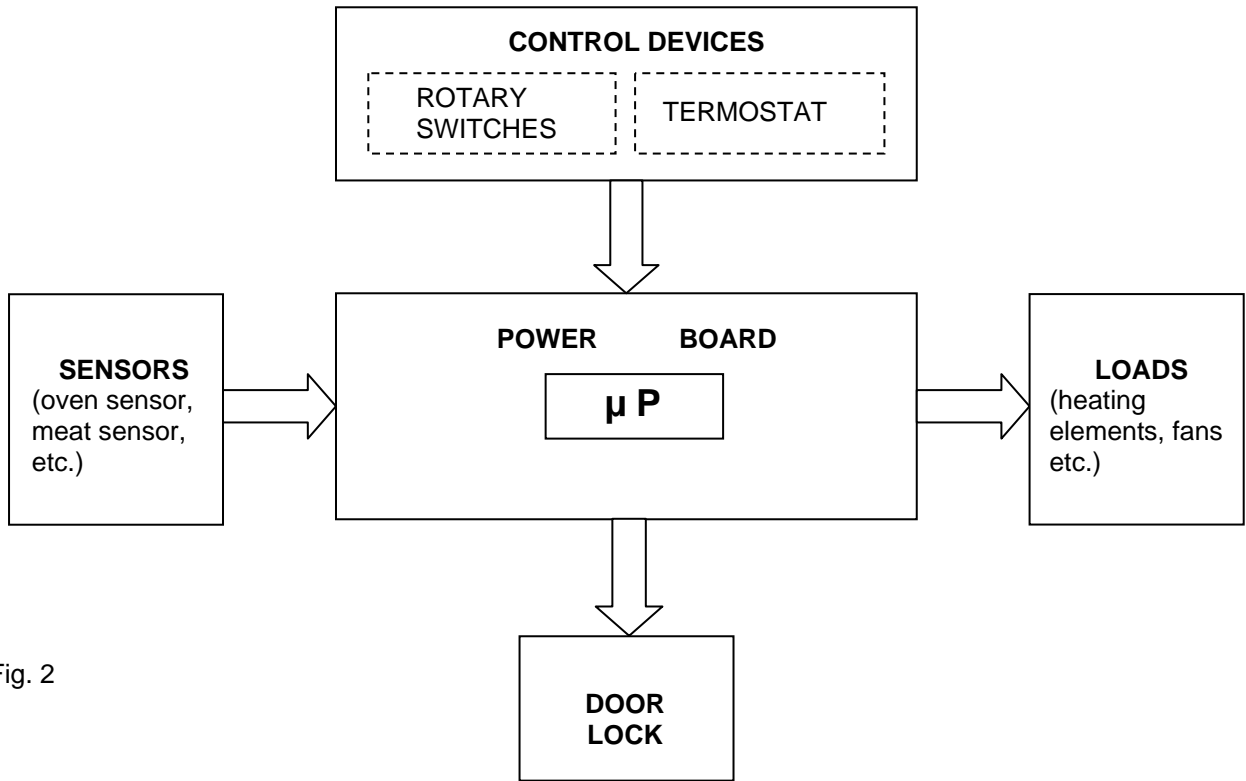 CONTROL DEVICES
ROTARY
SWITCHES
TERMOSTAT
SENSORS
(oven sensor,
meat sensor,
etc.)
POWER BOARD
µ P
LOADS
(heating
elements, fans
etc.)
Fig. 2
DOOR
LOCK